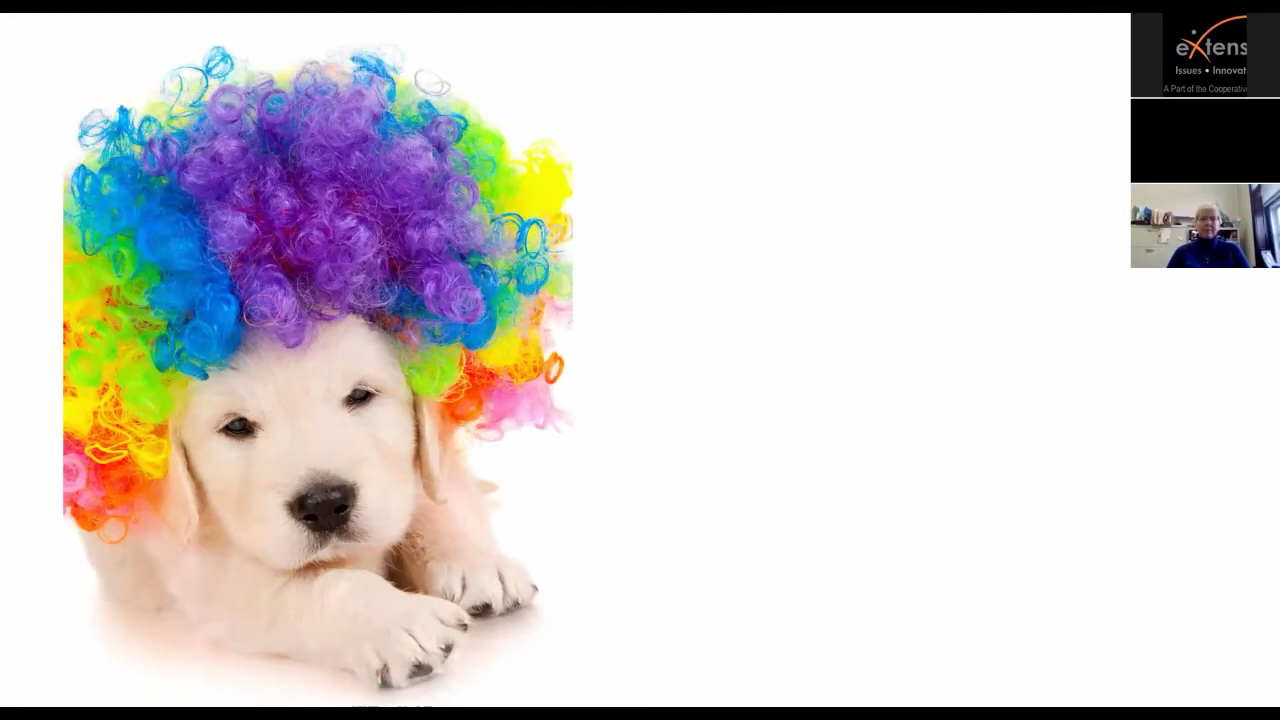 eXtens
Issues • Innovat
A Part of the Cooperativ